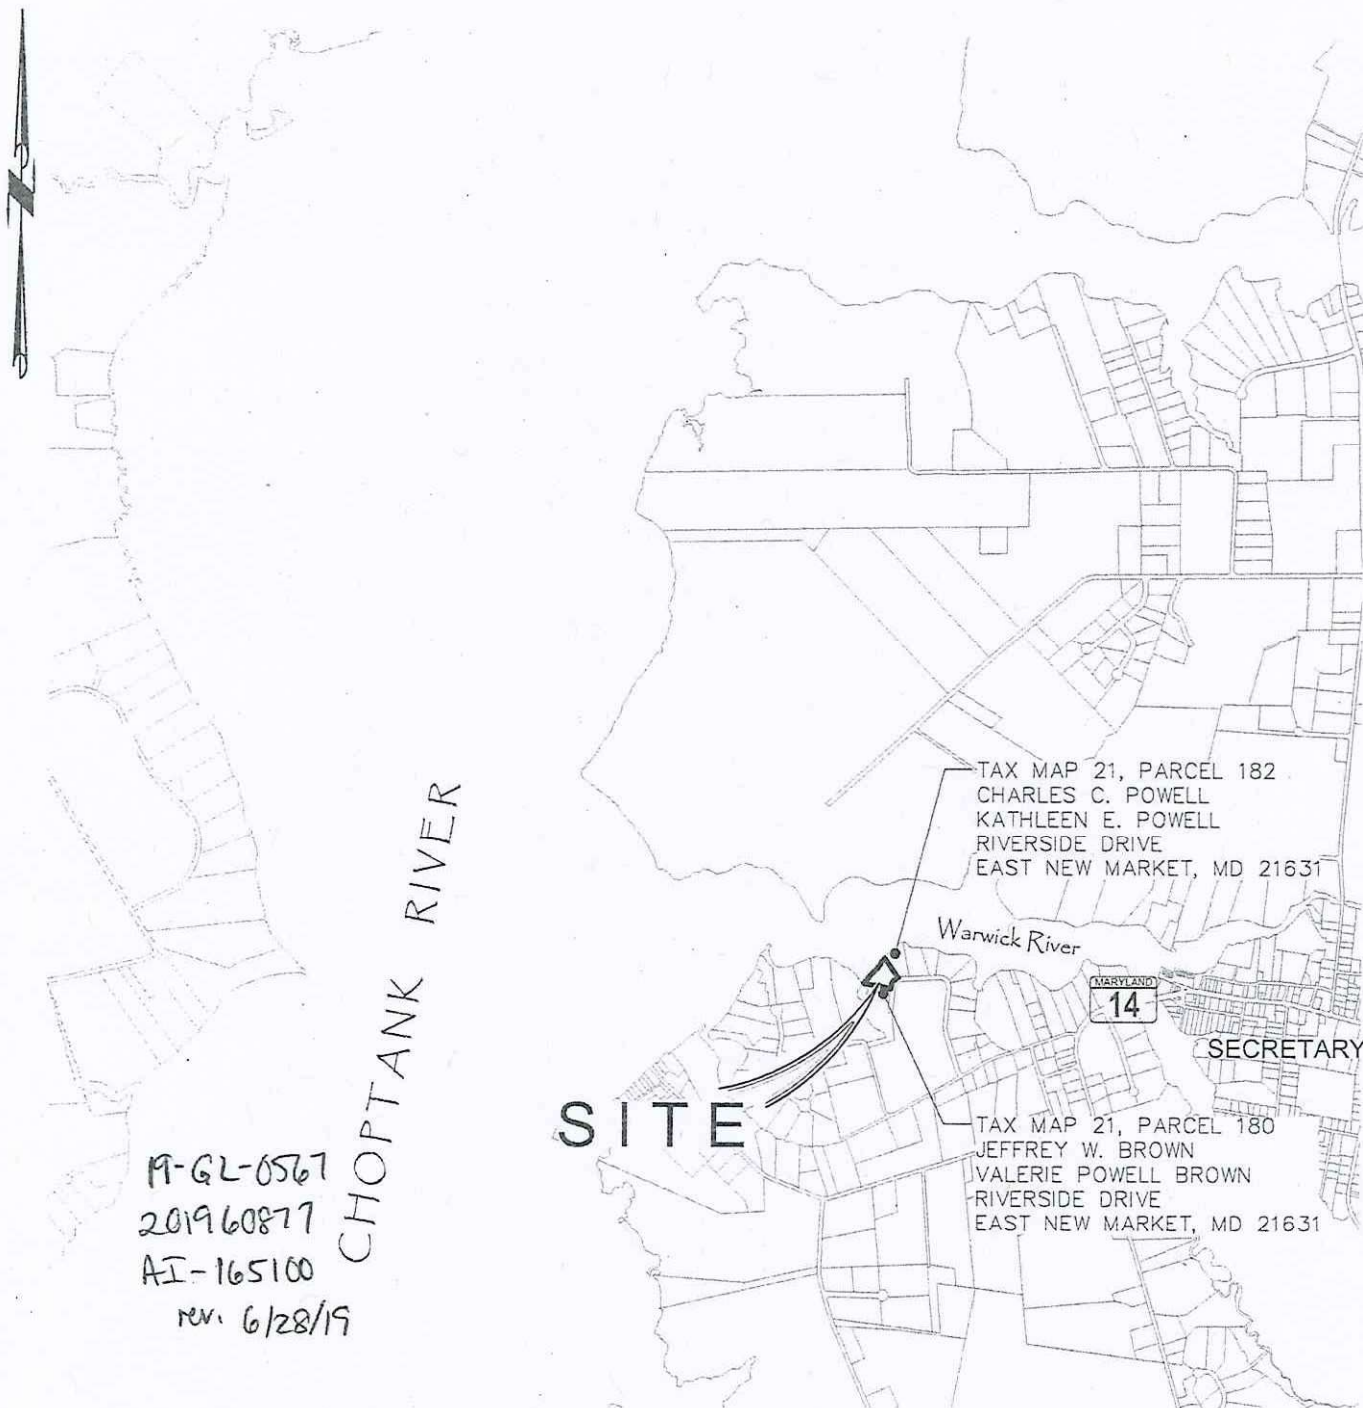 N
TAX MAP 21, PARCEL 182
CHARLES C. POWELL
KATHLEEN E. POWELL
RIVERSIDE DRIVE
EAST NEW MARKET, MD 21631
CHOPTANK RIVER
Warwick River
MARYLAND
14
SECRETARY
SITE
TAX MAP 21, PARCEL 180
JEFFREY W. BROWN
VALERIE POWELL BROWN
RIVERSIDE DRIVE
EAST NEW MARKET, MD 21631
19-GL-0567
201960877
AI-165100
rev. 6/28/19